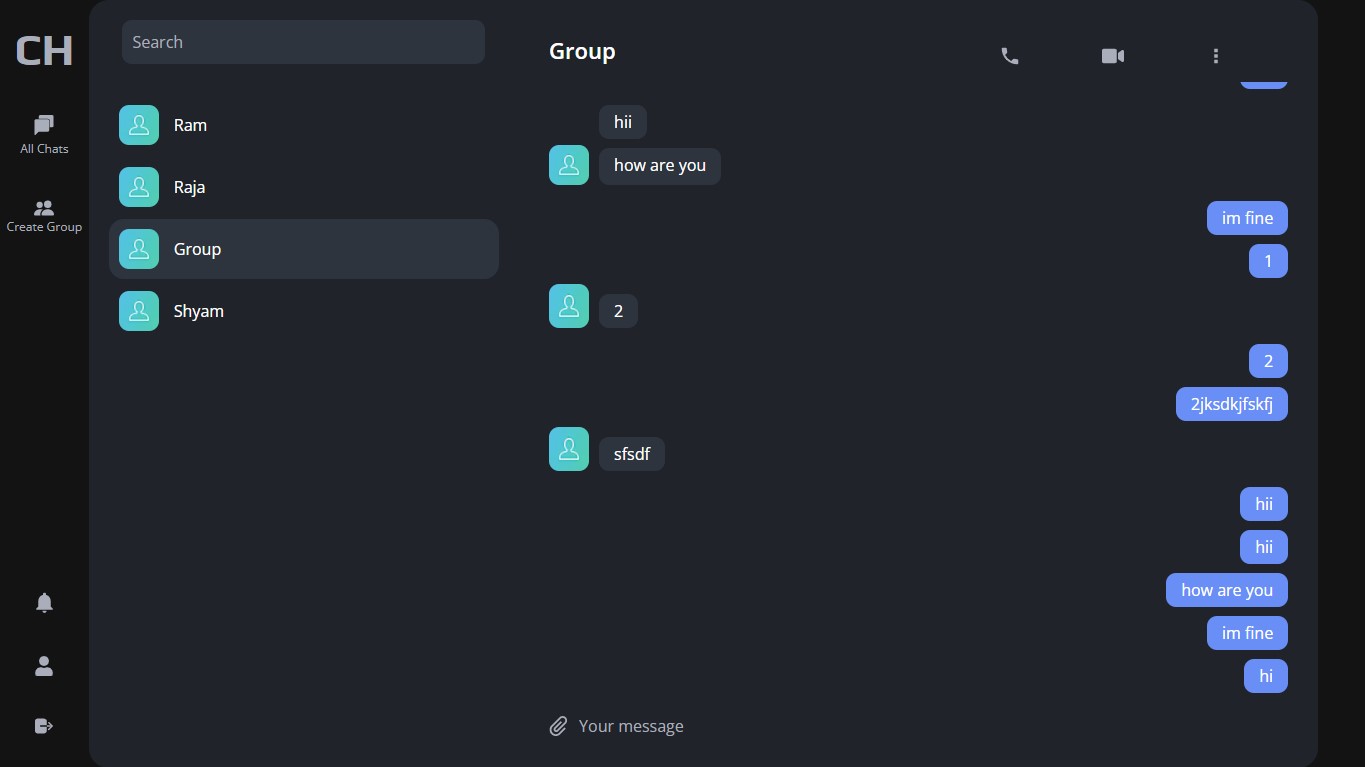 CH
All Chats
Create Group
Search
Ram
Raja
Group
Shyam
Group
hii
how are you
im fine
1
2
2
2jksdkjfskfj
sfsdf
hii
hii
how are you
im fine
hi
Your message